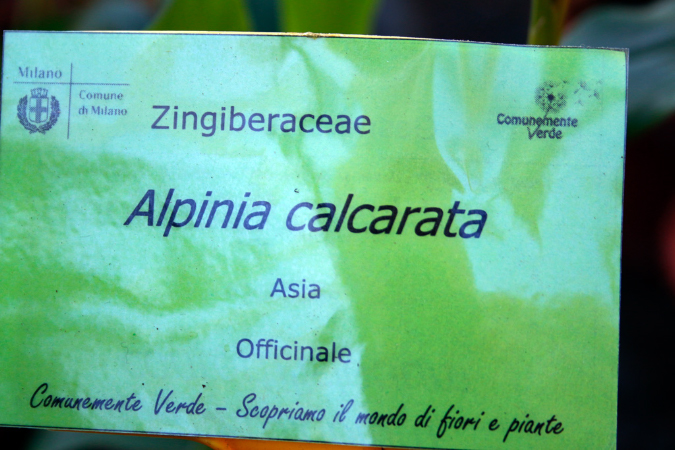 Milano
Comune
di Milano
Zingiberaceae
Comunemente
Verde
Alpinia calcarata
Asia
Officinale
Comunemente Verde – Scopriamo il mondo di fiori e piante